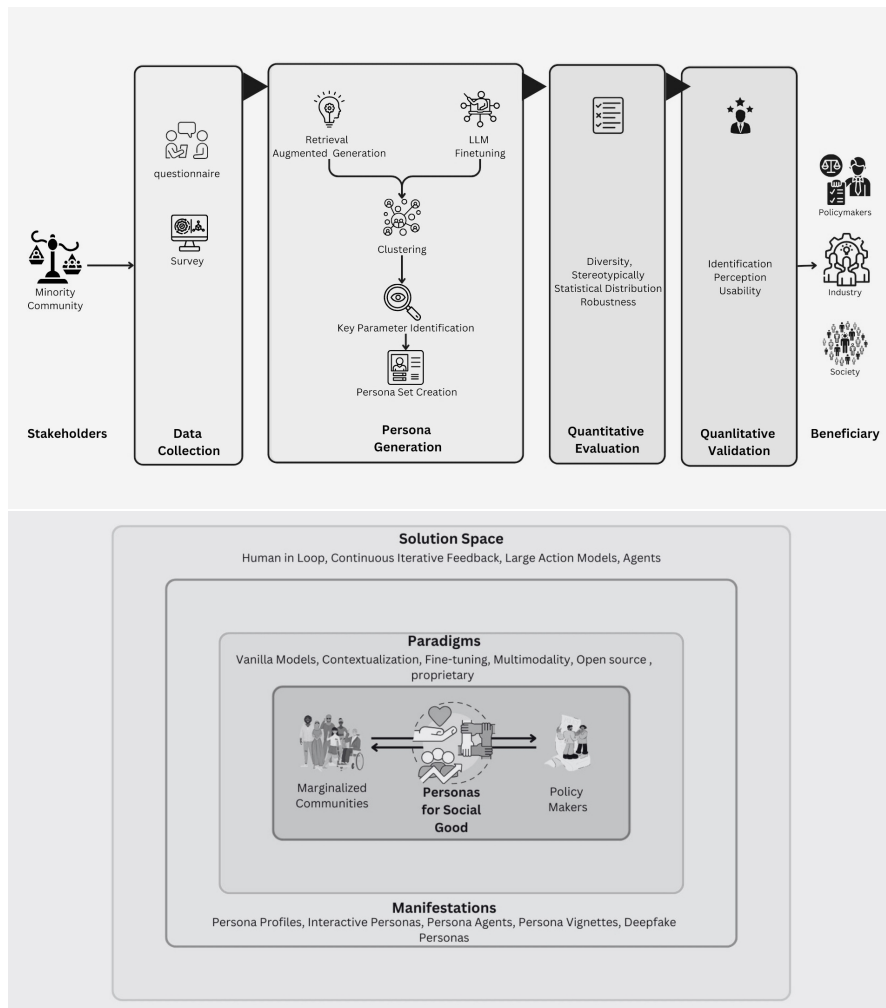 questionnaire
Survey
Minority
Community
Retrieval
Augmented Generation
LLM
Finetuning
Clustering
Key Parameter Identification
Persona Set Creation
Diversity,
Stereotypically
Statistical Distribution
Robustness
Identification
Perception
Usability
Policymakers
Industry
Society
Stakeholders
Data
Collection
Persona
Generation
Quantitative
Evaluation
Quanlitative
Validation
Beneficiary
Solution Space
Human in Loop, Continuous Iterative Feedback, Large Action Models, Agents
Paradigms
Vanilla Models, Contextualization, Fine-tuning, Multimodality, Open source ,
proprietary
Marginalized
Communities
Personas
for Social
Good
Policy
Makers
Manifestations
Persona Profiles, Interactive Personas, Persona Agents, Persona Vignettes, Deepfake
Personas